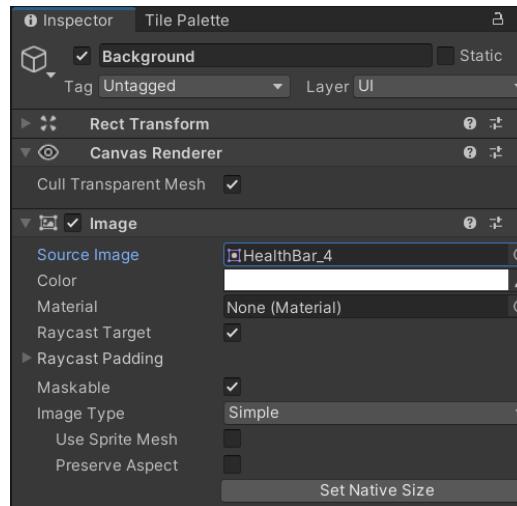 Inspector Tile Palette
Background Static
Tag Untagged Layer UI
Rect Transform
Canvas Renderer
Cull Transparent Mesh
Image
Source Image HealthBar_4
Color
Material None (Material)
Raycast Target
Raycast Padding
Maskable
Image Type Simple
Use Sprite Mesh
Preserve Aspect
Set Native Size